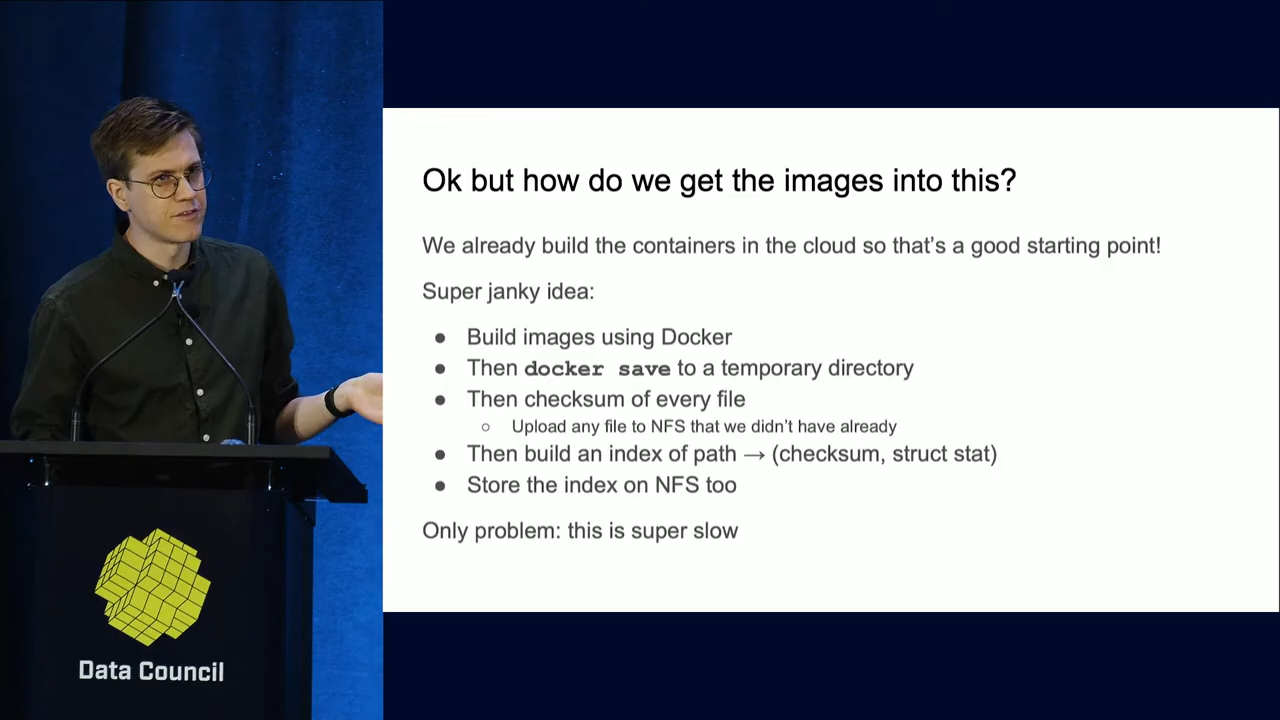 Ok but how do we get the images into this?
We already build the containers in the cloud so that's a good starting point!
Super janky idea:
● Build images using Docker
● Then docker save to a temporary directory
● Then checksum of every file
○ Upload any file to NFS that we didn't have already
● Then build an index of path → (checksum, struct stat)
● Store the index on NFS too
Only problem: this is super slow
Data Council